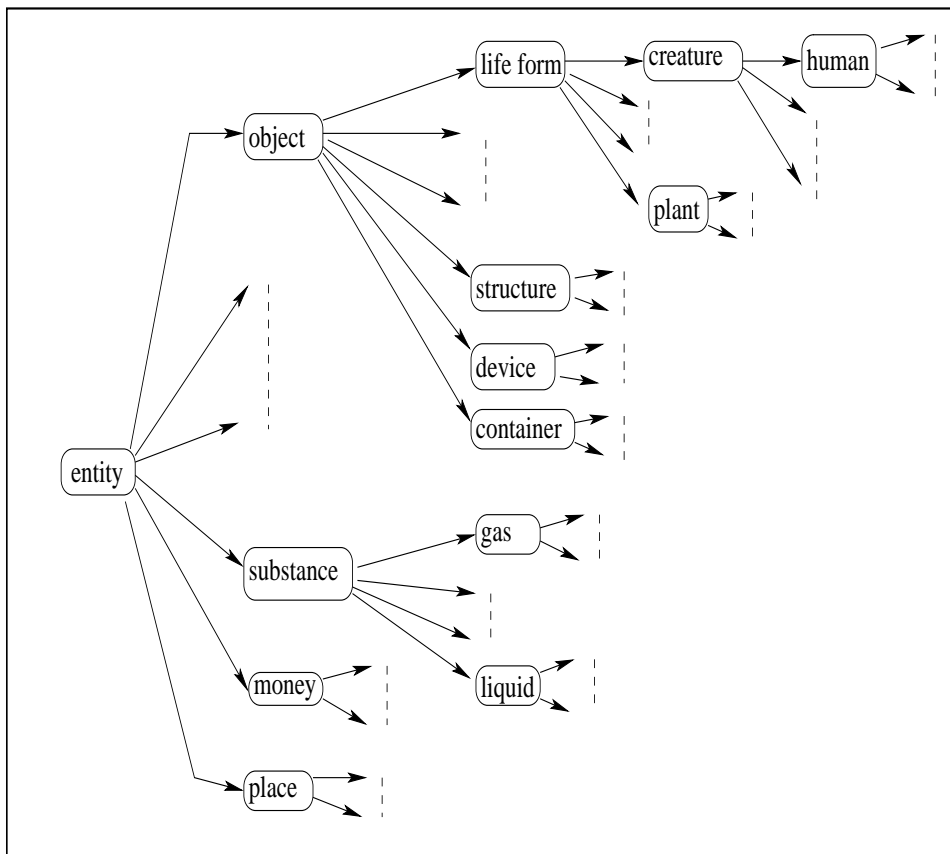 life form
creature
human
object
plant
structure
device
container
entity
gas
substance
money
liquid
place